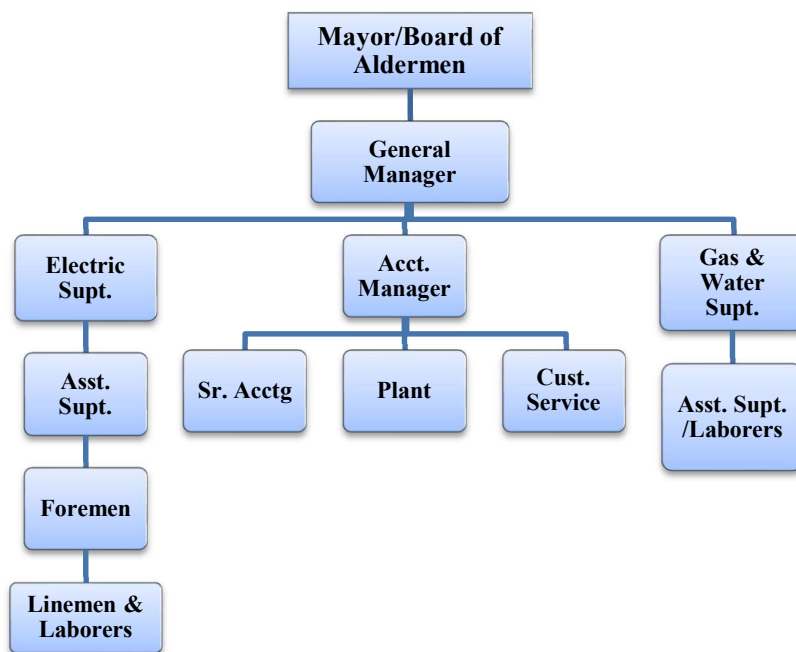 Mayor/Board of
Aldermen
General
Manager
Electric
Supt.
Acct.
Manager
Gas &
Water
Supt.
Asst.
Supt.
Sr. Acctg
Plant
Cust.
Service
Asst. Supt.
/Laborers
Foremen
Linemen &
Laborers